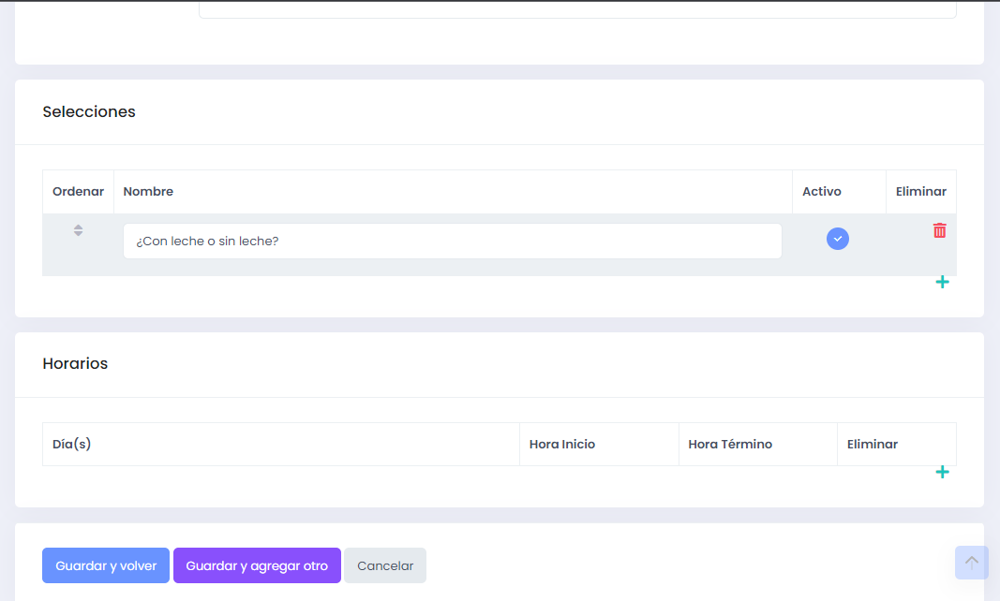 Selecciones
Ordenar Nombre Activo Eliminar
¿Con leche o sin leche?
Horarios
Día(s) Hora Inicio Hora Término Eliminar
Guardar y volver Guardar y agregar otro Cancelar